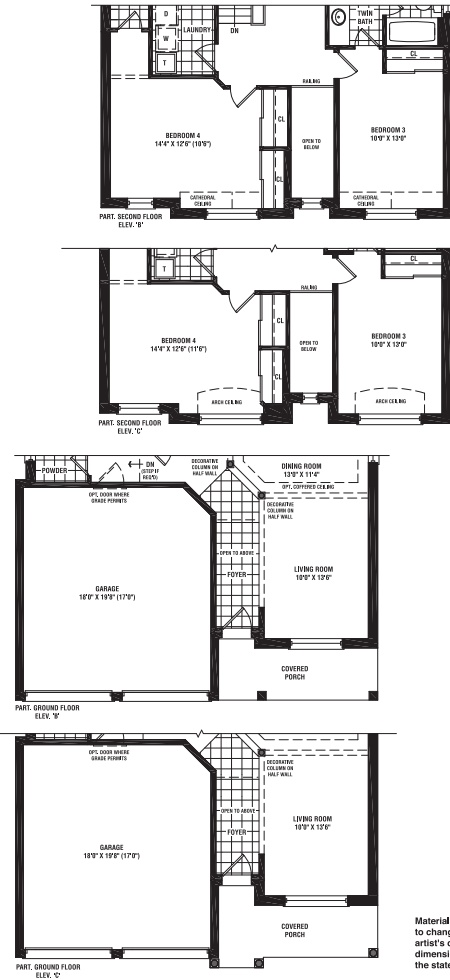 D
W
T
LAUNDRY
DN
TWIN
BATH
CL
RAILING
CL
BEDROOM 4
14'4" X 12'6" (10'6")
OPEN TO
BELOW
BEDROOM 3
10'0" X 13'0"
CL
CATHEDRAL
CEILING
CATHEDRAL
CEILING
PART. SECOND FLOOR
ELEV. 'B'
T
CL
RALING
CL
BEDROOM 4
14'4" X 12'6" (11'6")
OPEN TO
BELOW
BEDROOM 3
10'0" X 13'0"
CL
ARCH CEILING
ARCH CEILING
PART. SECOND FLOOR
ELEV. 'C'
POWDER
DN
(STEP IF
REQ'D)
DECORATIVE
COLUMN ON
HALF WALL
DINING ROOM
13'0" X 11'4"
OPT. COFFERED CEILING
OPT. DOOR WHERE
GRADE PERMITS
DECORATIVE
COLUMN ON
HALF WALL
OPEN TO ABOVE
FOYER
LIVING ROOM
10'0" X 13'6"
GARAGE
18'0" X 19'8" (17'0")
COVERED
PORCH
PART. GROUND FLOOR
ELEV. 'B'
OPT. DOOR WHERE
GRADE PERMITS
DECORATIVE
COLUMN ON
HALF WALL
OPEN TO ABOVE
FOYER
LIVING ROOM
10'0" X 13'6"
GARAGE
18'0" X 19'8" (17'0")
COVERED
PORCH
PART. GROUND FLOOR
ELEV. 'C'
Material
to chang
artist's c
dimensi
the state